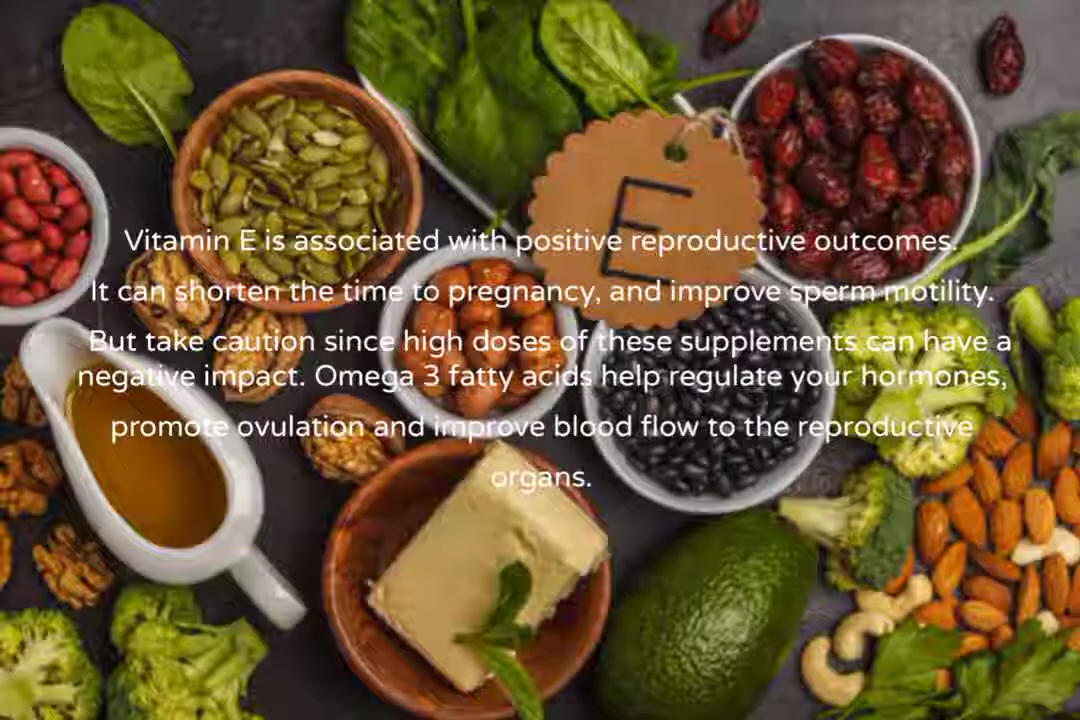 E
Vitamin E is associated with positive reproductive outcomes.
It can shorten the time to pregnancy, and improve sperm motility.
But take caution since high doses of these supplements can have a
negative impact. Omega 3 fatty acids help regulate your hormones,
promote ovulation and improve blood flow to the reproductive
organs.